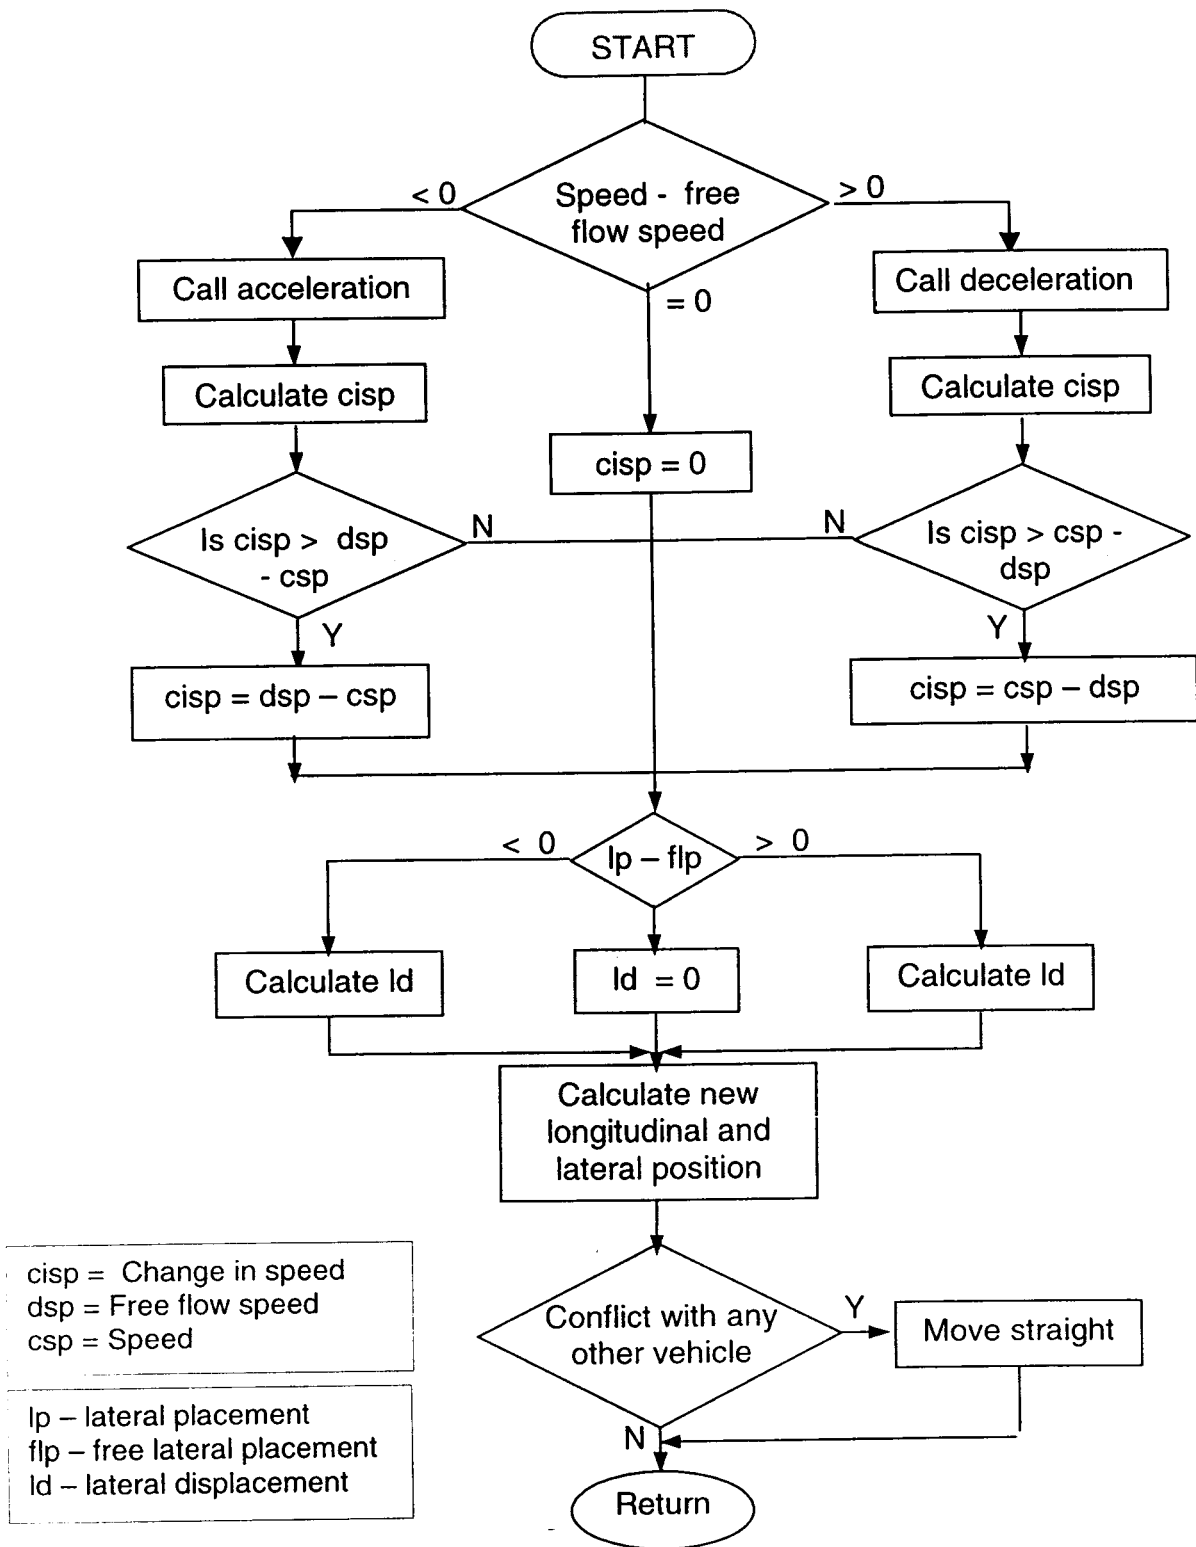 START
Speed - free
flow speed
< 0
> 0
= 0
Call acceleration
Call deceleration
Calculate cisp
Calculate cisp
cisp = 0
Is cisp > dsp
- csp
N
N
Is cisp > csp -
dsp
Y
Y
cisp = dsp – csp
cisp = csp – dsp
< 0
lp – flp
> 0
Calculate ld
ld = 0
Calculate ld
Calculate new
longitudinal and
lateral position
cisp = Change in speed
dsp = Free flow speed
csp = Speed
Conflict with any
other vehicle
Y
Move straight
lp – lateral placement
flp – free lateral placement
ld – lateral displacement
N
Return